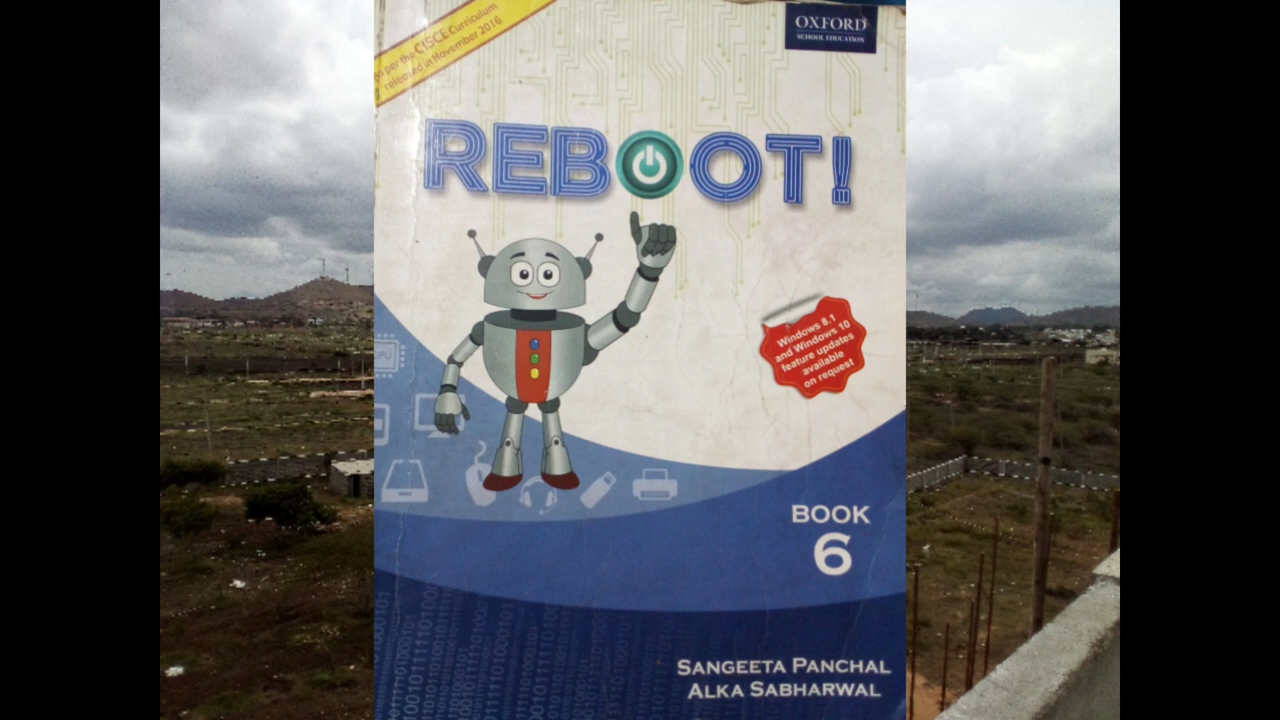 as per the CISCE Curriculum
released in November 2016
OXFORD
SCHOOL EDUCATION
REBOOT!
Windows 8.1
and Windows 10
feature updates
available
on request
CPU
BOOK
6
SANGEETA PANCHAL
ALKA SABHARWAL